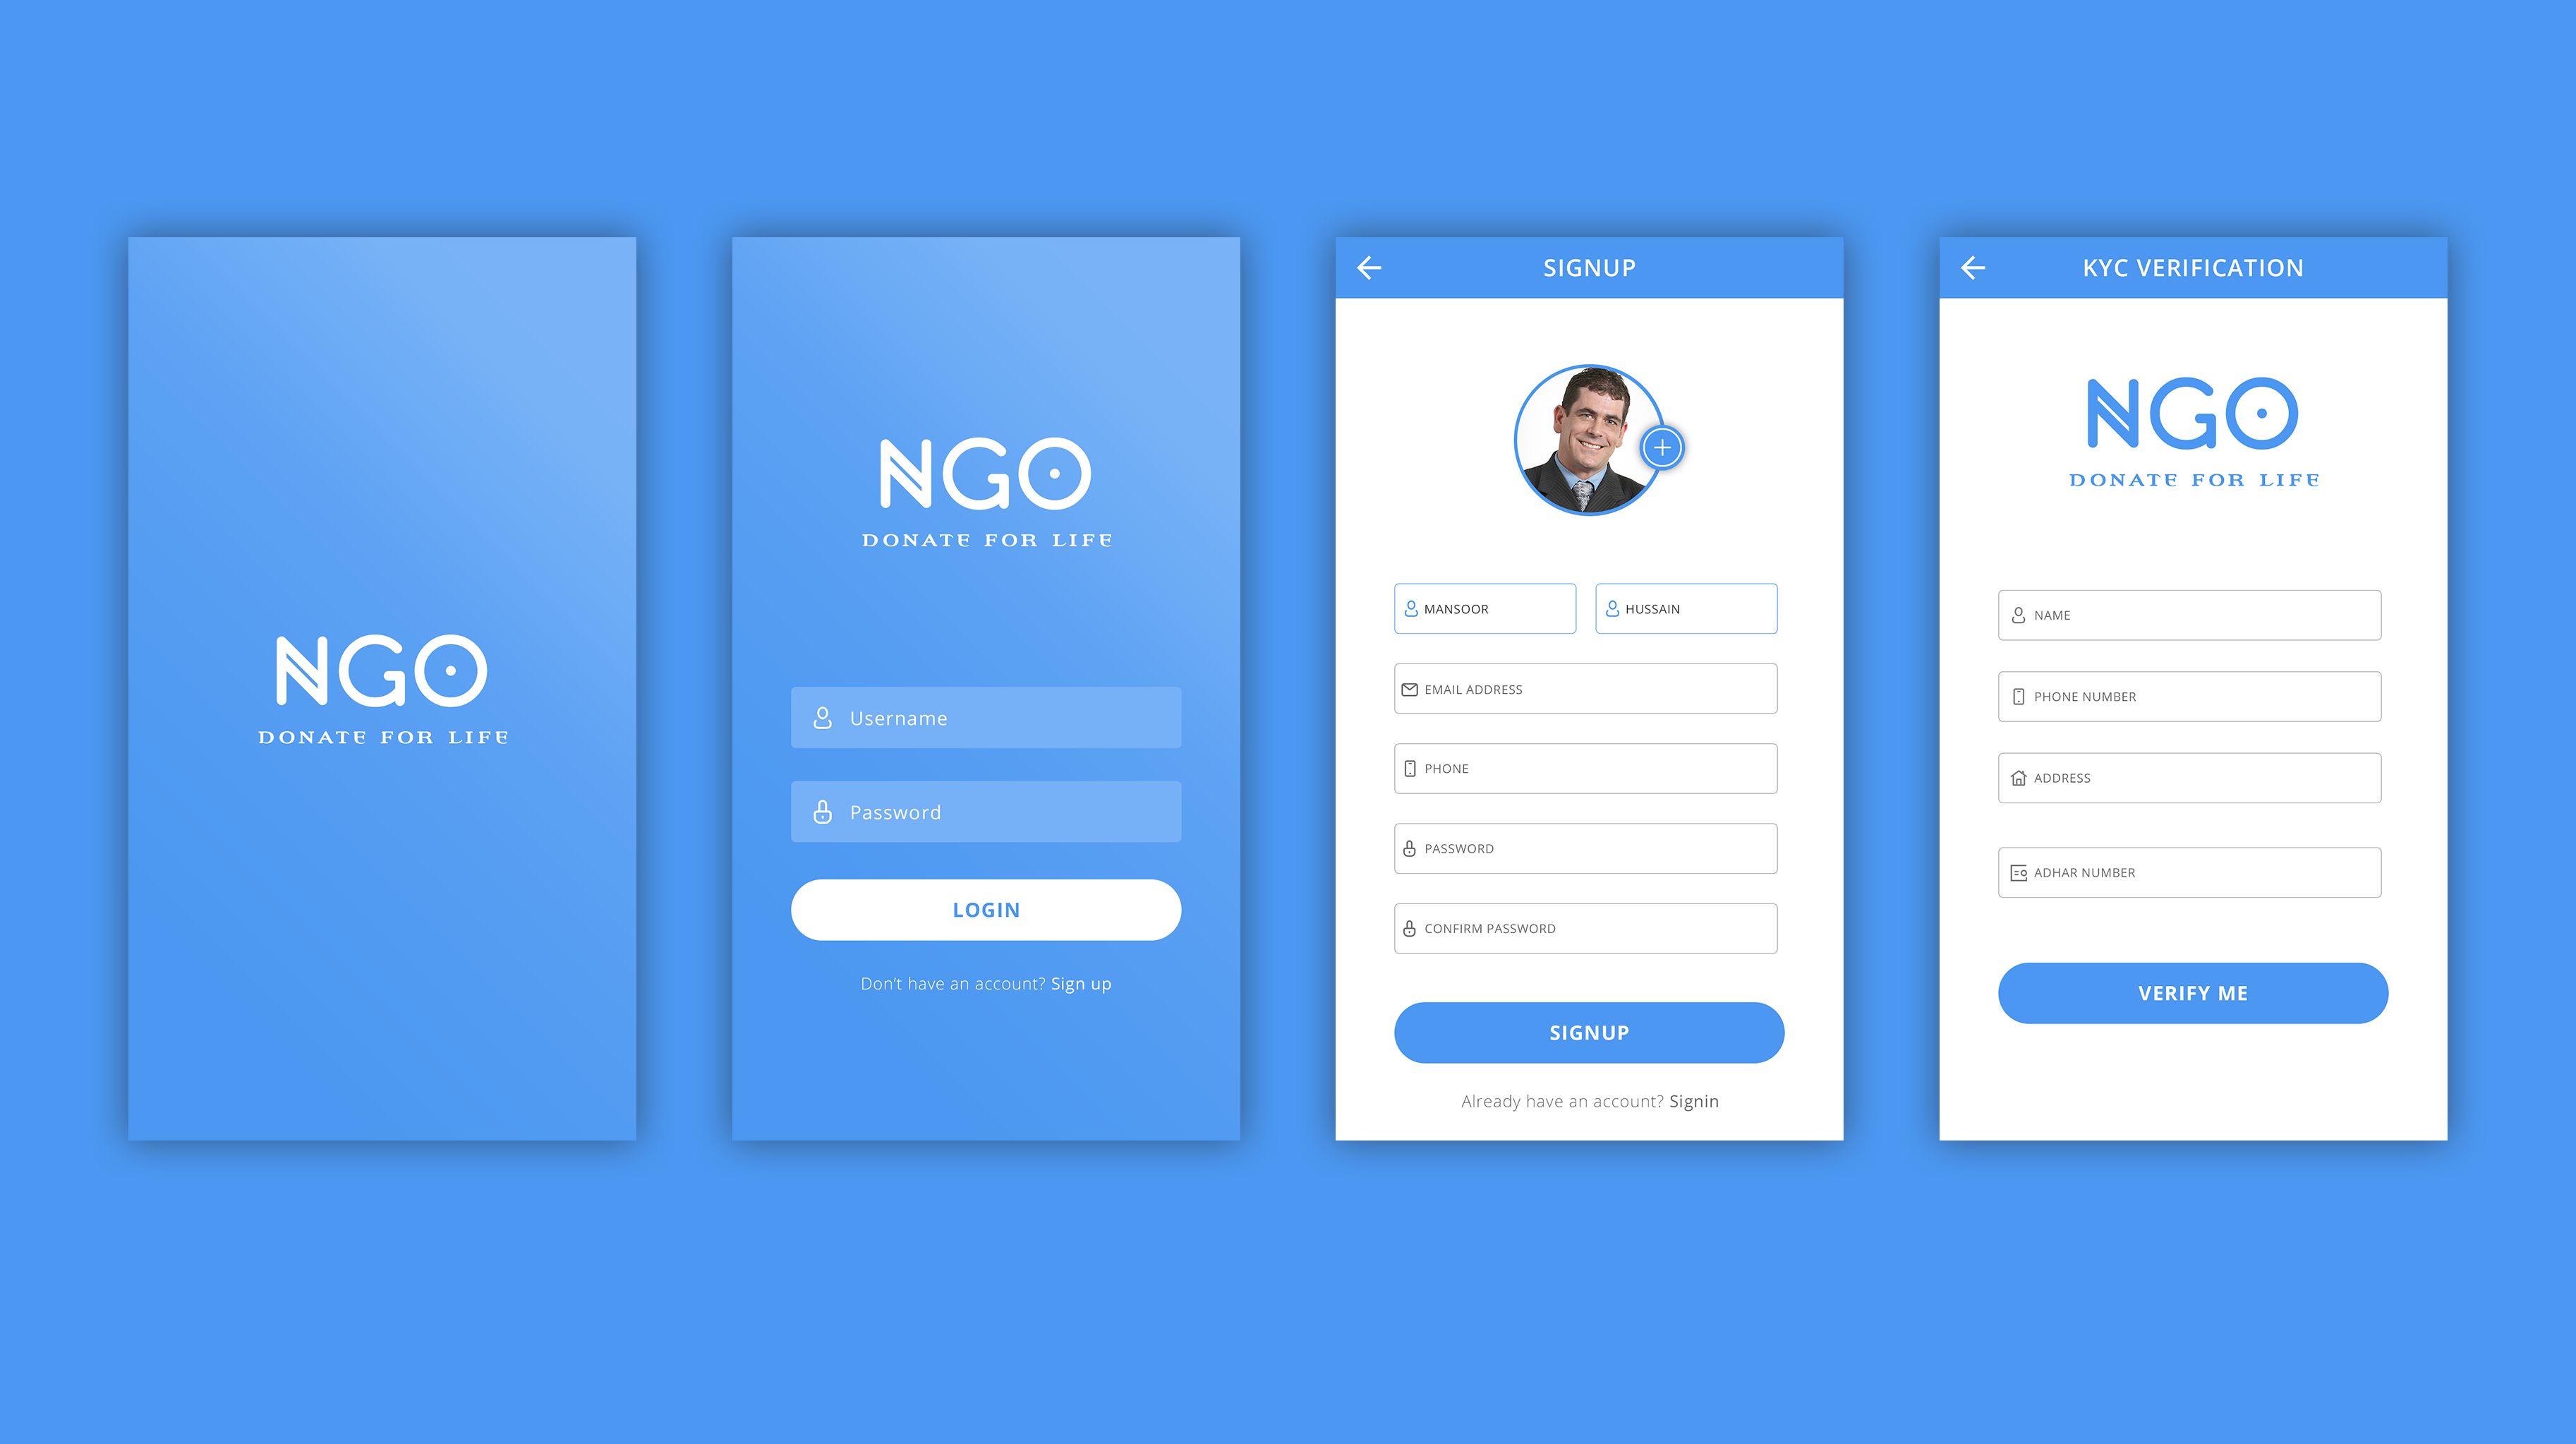 NGO
DONATE FOR LIFE
NGO
DONATE FOR LIFE
Username
Password
LOGIN
Don't have an account? Sign up
SIGNUP
MANSOOR
HUSSAIN
EMAIL ADDRESS
PHONE
PASSWORD
CONFIRM PASSWORD
SIGNUP
Already have an account? Signin
KYC VERIFICATION
NGO
DONATE FOR LIFE
NAME
PHONE NUMBER
ADDRESS
ADHAR NUMBER
VERIFY ME